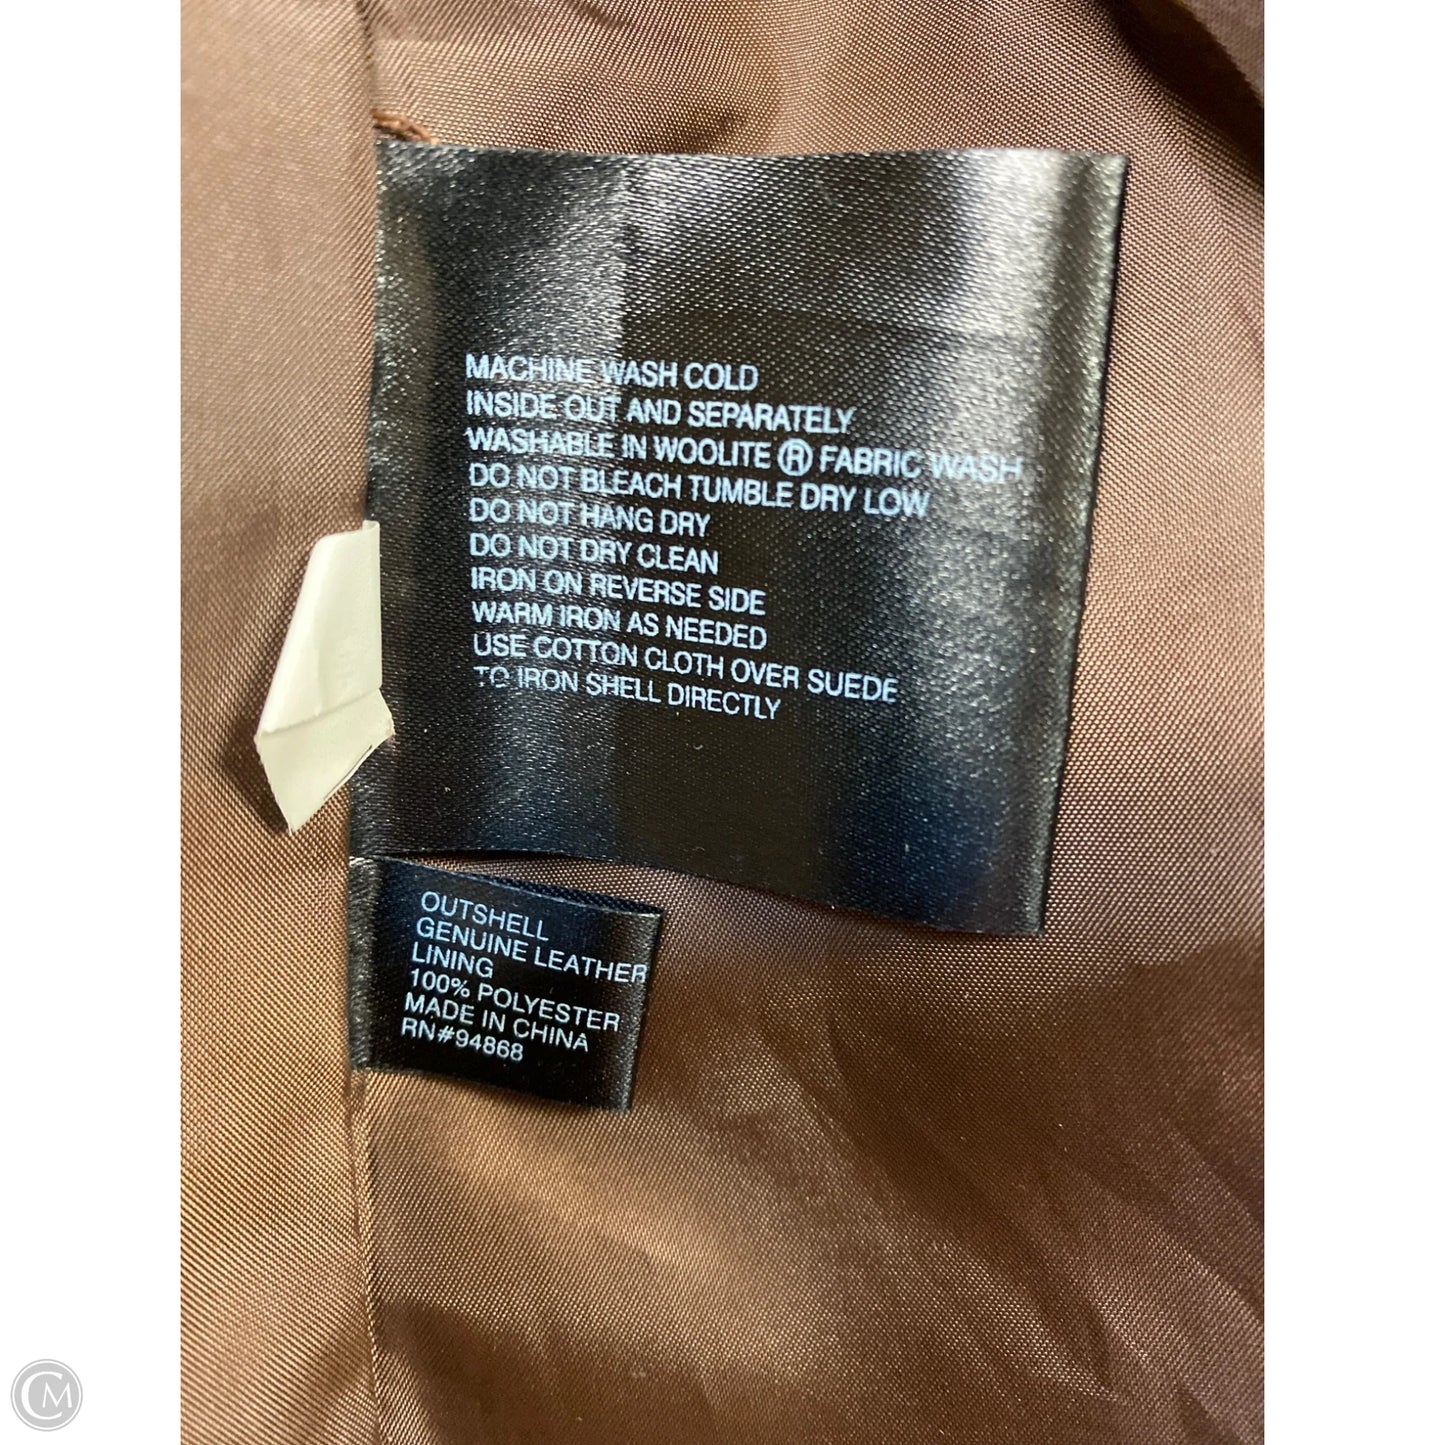 MACHINE WASH COLD
INSIDE OUT AND SEPARATELY
WASHABLE IN WOOLITE ® FABRIC WASH
DO NOT BLEACH TUMBLE DRY LOW
DO NOT HANG DRY
DO NOT DRY CLEAN
IRON ON REVERSE SIDE
WARM IRON AS NEEDED
USE COTTON CLOTH OVER SUEDE
TO IRON SHELL DIRECTLY
OUTSHELL
GENUINE LEATHER
LINING
100% POLYESTER
MADE IN CHINA
RN#94868
CM